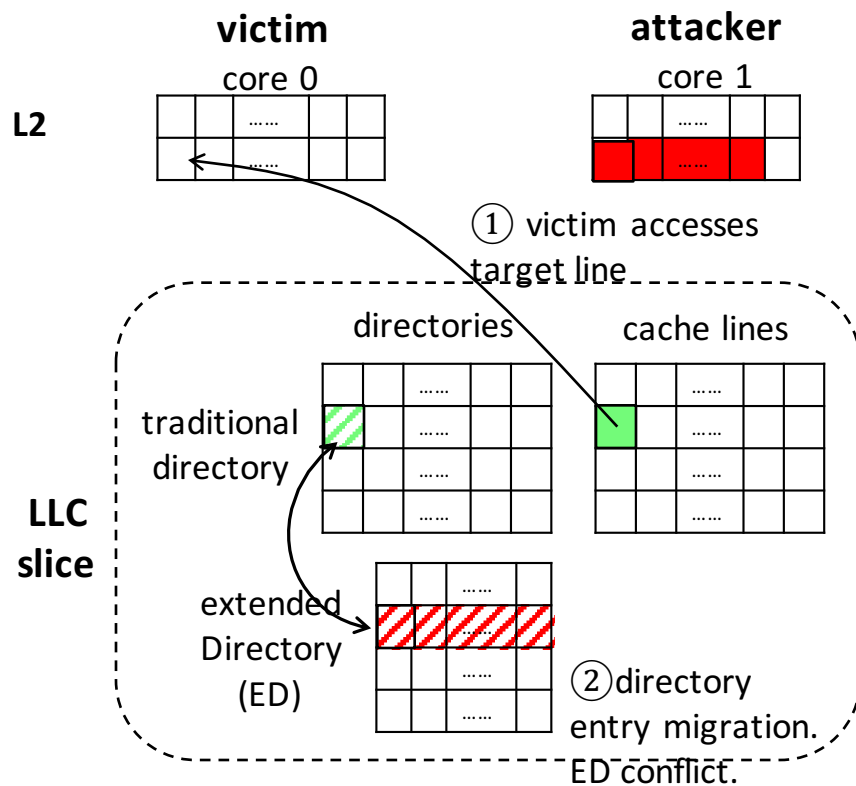 victim
attacker
core 0
core 1
L2
……
……
……
……
① victim accesses
target line
directories
cache lines
……
……
……
……
……
……
……
……
traditional
directory
LLC
slice
extended
Directory
(ED)
……
……
……
……
②directory
entry migration.
ED conflict.